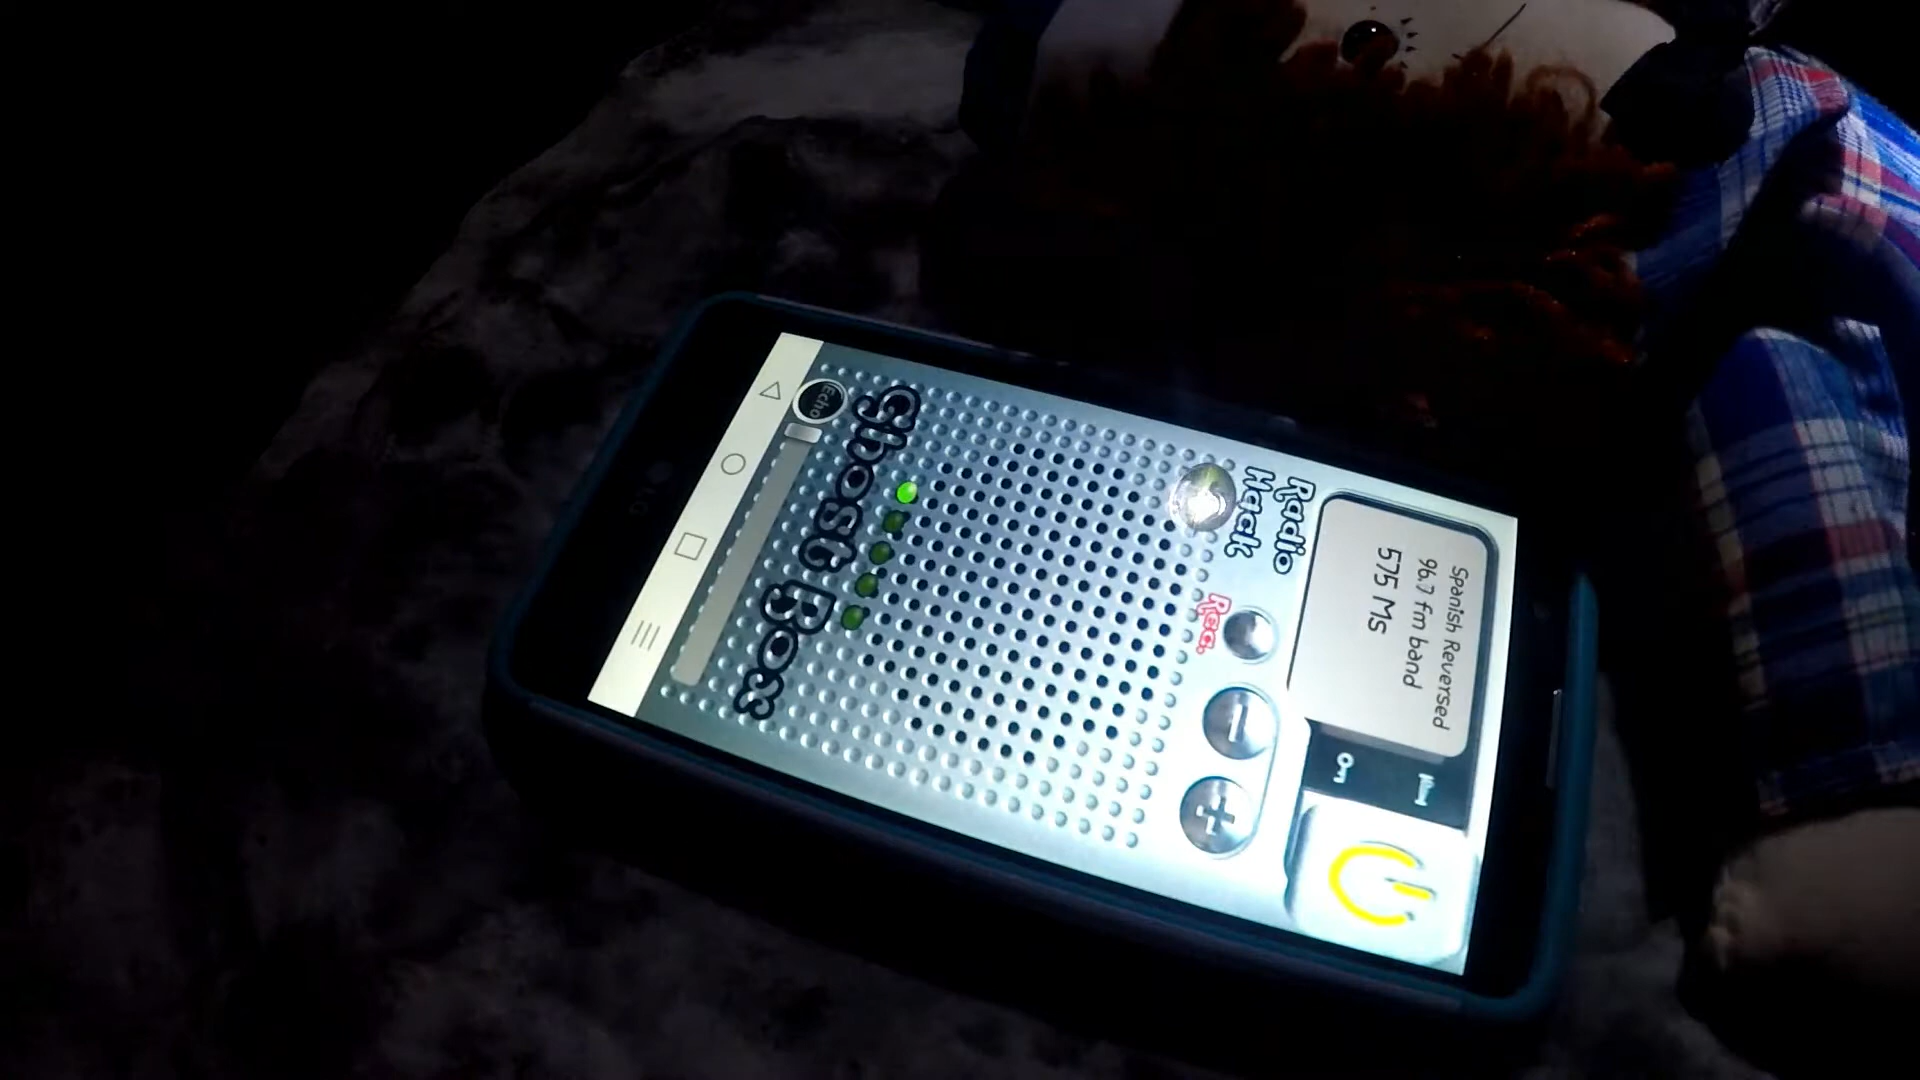 Spanish Reversed
96.7 fm band
575 Ms
Radio
Hack
Rec.
Ghost Box
Echo
LG